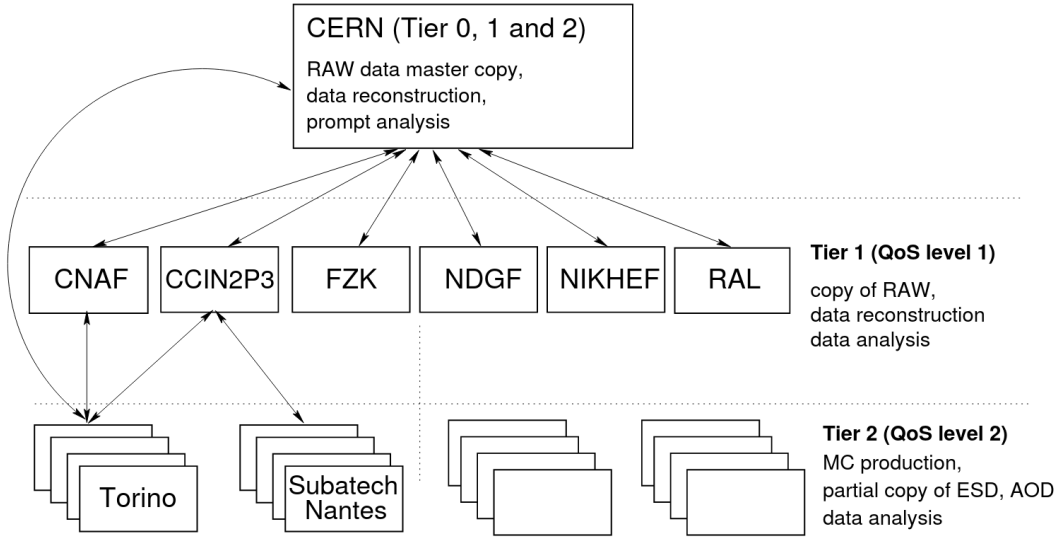 CERN (Tier 0, 1 and 2)
RAW data master copy,
data reconstruction,
prompt analysis
CNAF
CCIN2P3
FZK
NDGF
NIKHEF
RAL
Tier 1 (QoS level 1)
copy of RAW,
data reconstruction
data analysis
Torino
Subatech
Nantes
Tier 2 (QoS level 2)
MC production,
partial copy of ESD, AOD
data analysis